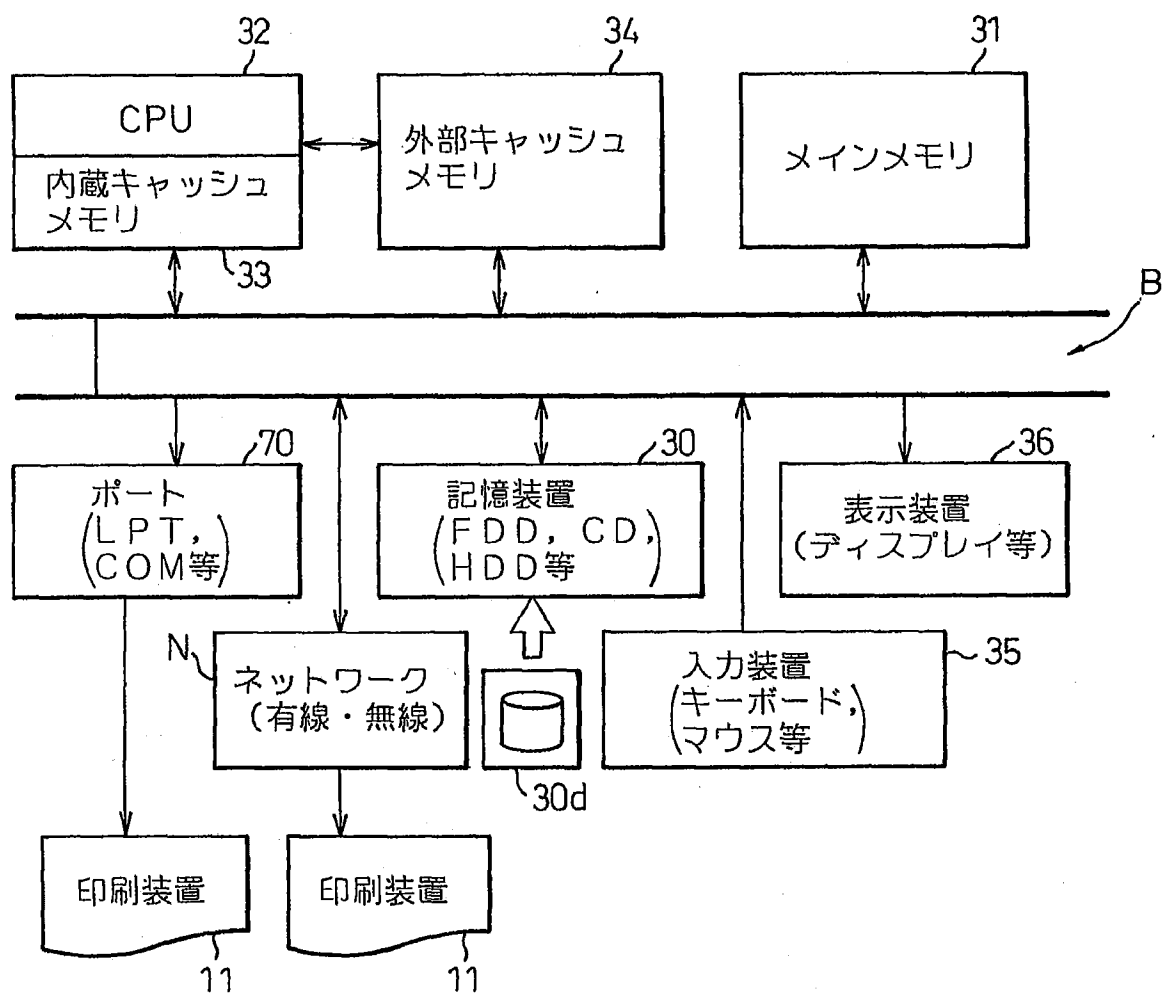 32
34
31
CPU
内蔵キャッシュ
メモリ
33
外部キャッシュ
メモリ
メインメモリ
B
70
ポート
(LPT,
COM等)
30
記憶装置
(FDD, CD,
HDD等)
36
表示装置
(ディスプレイ等)
N
ネットワーク
(有線・無線)
30d
入力装置
(キーボード,
マウス等)
35
印刷装置
11
印刷装置
11